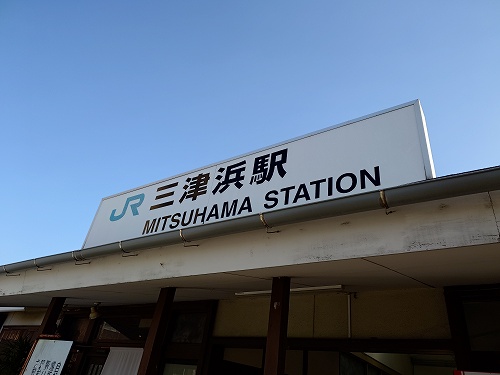 JR 三津浜駅
MITSUHAMA STATION